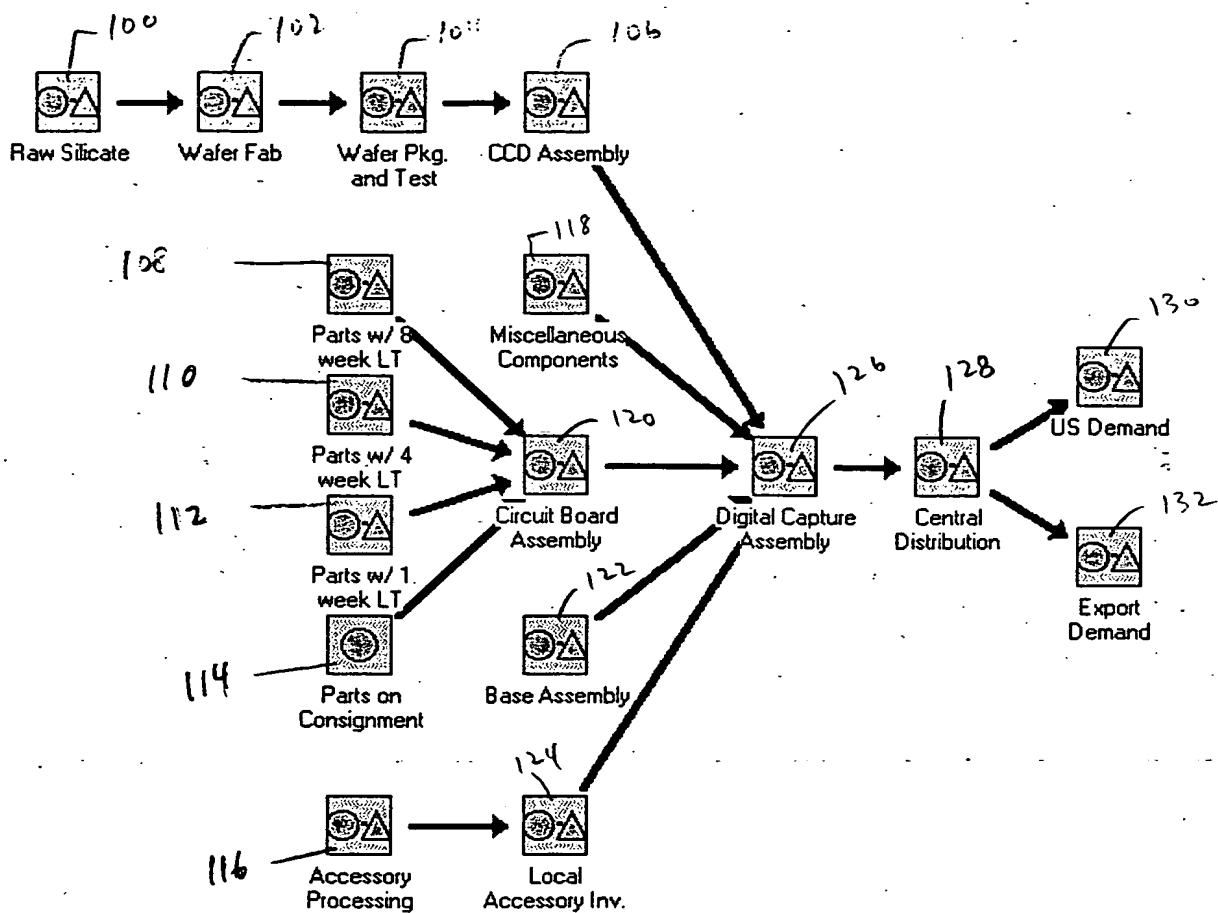 100
102
106
Raw Silicate
Wafer Fab
Wafer Pkg.
and Test
CCD Assembly
108
118
Parts w/ 8
week LT
Miscellaneous
Components
130
110
120
126
128
US Demand
Parts w/ 4
week LT
112
Circuit Board
Assembly
Digital Capture
Assembly
Central
Distribution
132
Parts w/ 1
week LT
122
Export
Demand
114
Parts on
Consignment
Base Assembly
124
116
Accessory
Processing
Local
Accessory Inv.